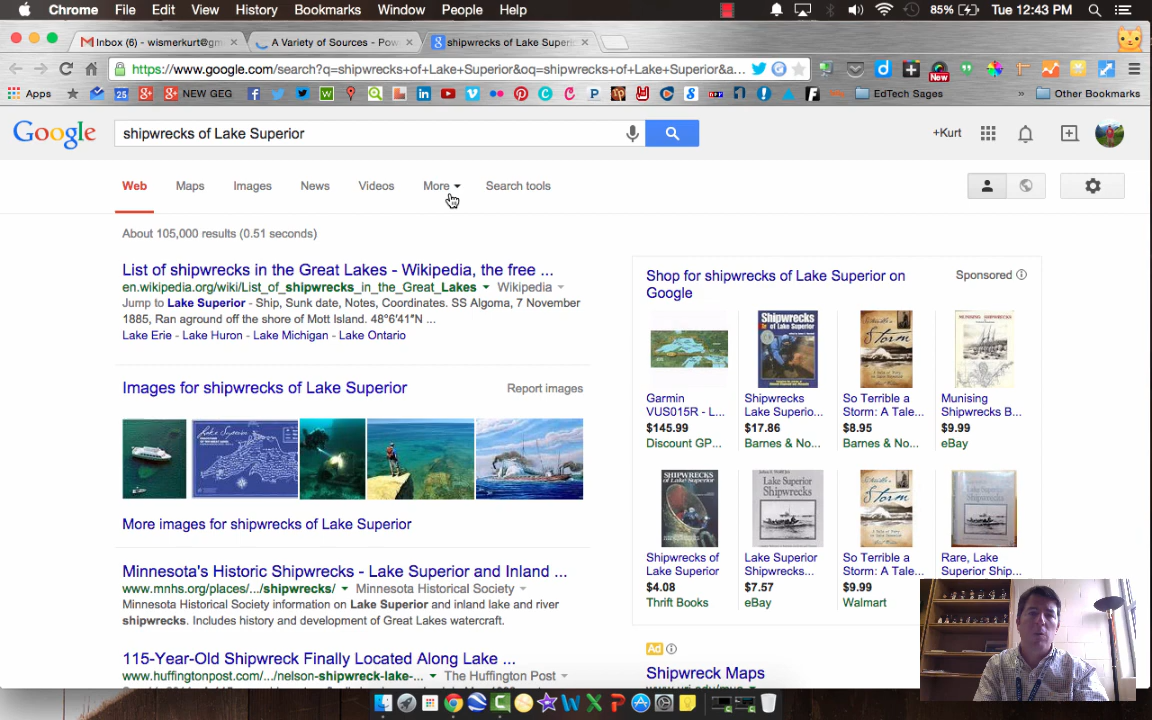 Chrome File Edit View History Bookmarks Window People Help 85% Tue 12:43 PM
Inbox (6) - wismerkurt@gm
A Variety of Sources - Pow
shipwrecks of Lake Superio
https://www.google.com/search?q=shipwrecks+of+Lake+Superior&oq=shipwrecks+of+Lake+Superior&a...
Apps 25 NEW GEG EdTech Sages » Other Bookmarks
Google shipwrecks of Lake Superior +Kurt
Web Maps Images News Videos More Search tools
About 105,000 results (0.51 seconds)
List of shipwrecks in the Great Lakes - Wikipedia, the free ...
en.wikipedia.org/wiki/List_of_shipwrecks_in_the_Great_Lakes Wikipedia
Jump to Lake Superior - Ship, Sunk date, Notes, Coordinates. SS Algoma, 7 November
1885, Ran aground off the shore of Mott Island. 48°6′41″N ...
Lake Erie - Lake Huron - Lake Michigan - Lake Ontario
Images for shipwrecks of Lake Superior Report images
More images for shipwrecks of Lake Superior
Minnesota's Historic Shipwrecks - Lake Superior and Inland ...
www.mnhs.org/places/.../shipwrecks/ Minnesota Historical Society
Minnesota Historical Society information on Lake Superior and inland lake and river
shipwrecks. Includes history and development of Great Lakes watercraft.
115-Year-Old Shipwreck Finally Located Along Lake ...
www.huffingtonpost.com/.../nelson-shipwreck-lake-... The Huffington Post
Shop for shipwrecks of Lake Superior on
Google
Sponsored
Garmin
VUS015R - L...
$145.99
Discount GP...
Shipwrecks
Lake Superio...
$17.86
Barnes & No...
So Terrible a
Storm: A Tale...
$8.95
Barnes & No...
Munising
Shipwrecks B...
$9.99
eBay
Shipwrecks of
Lake Superior
$4.08
Thrift Books
Lake Superior
Shipwrecks...
$7.57
eBay
So Terrible a
Storm: A Tale...
$9.99
Walmart
Rare, Lake
Superior Ship...
Ad
Shipwreck Maps